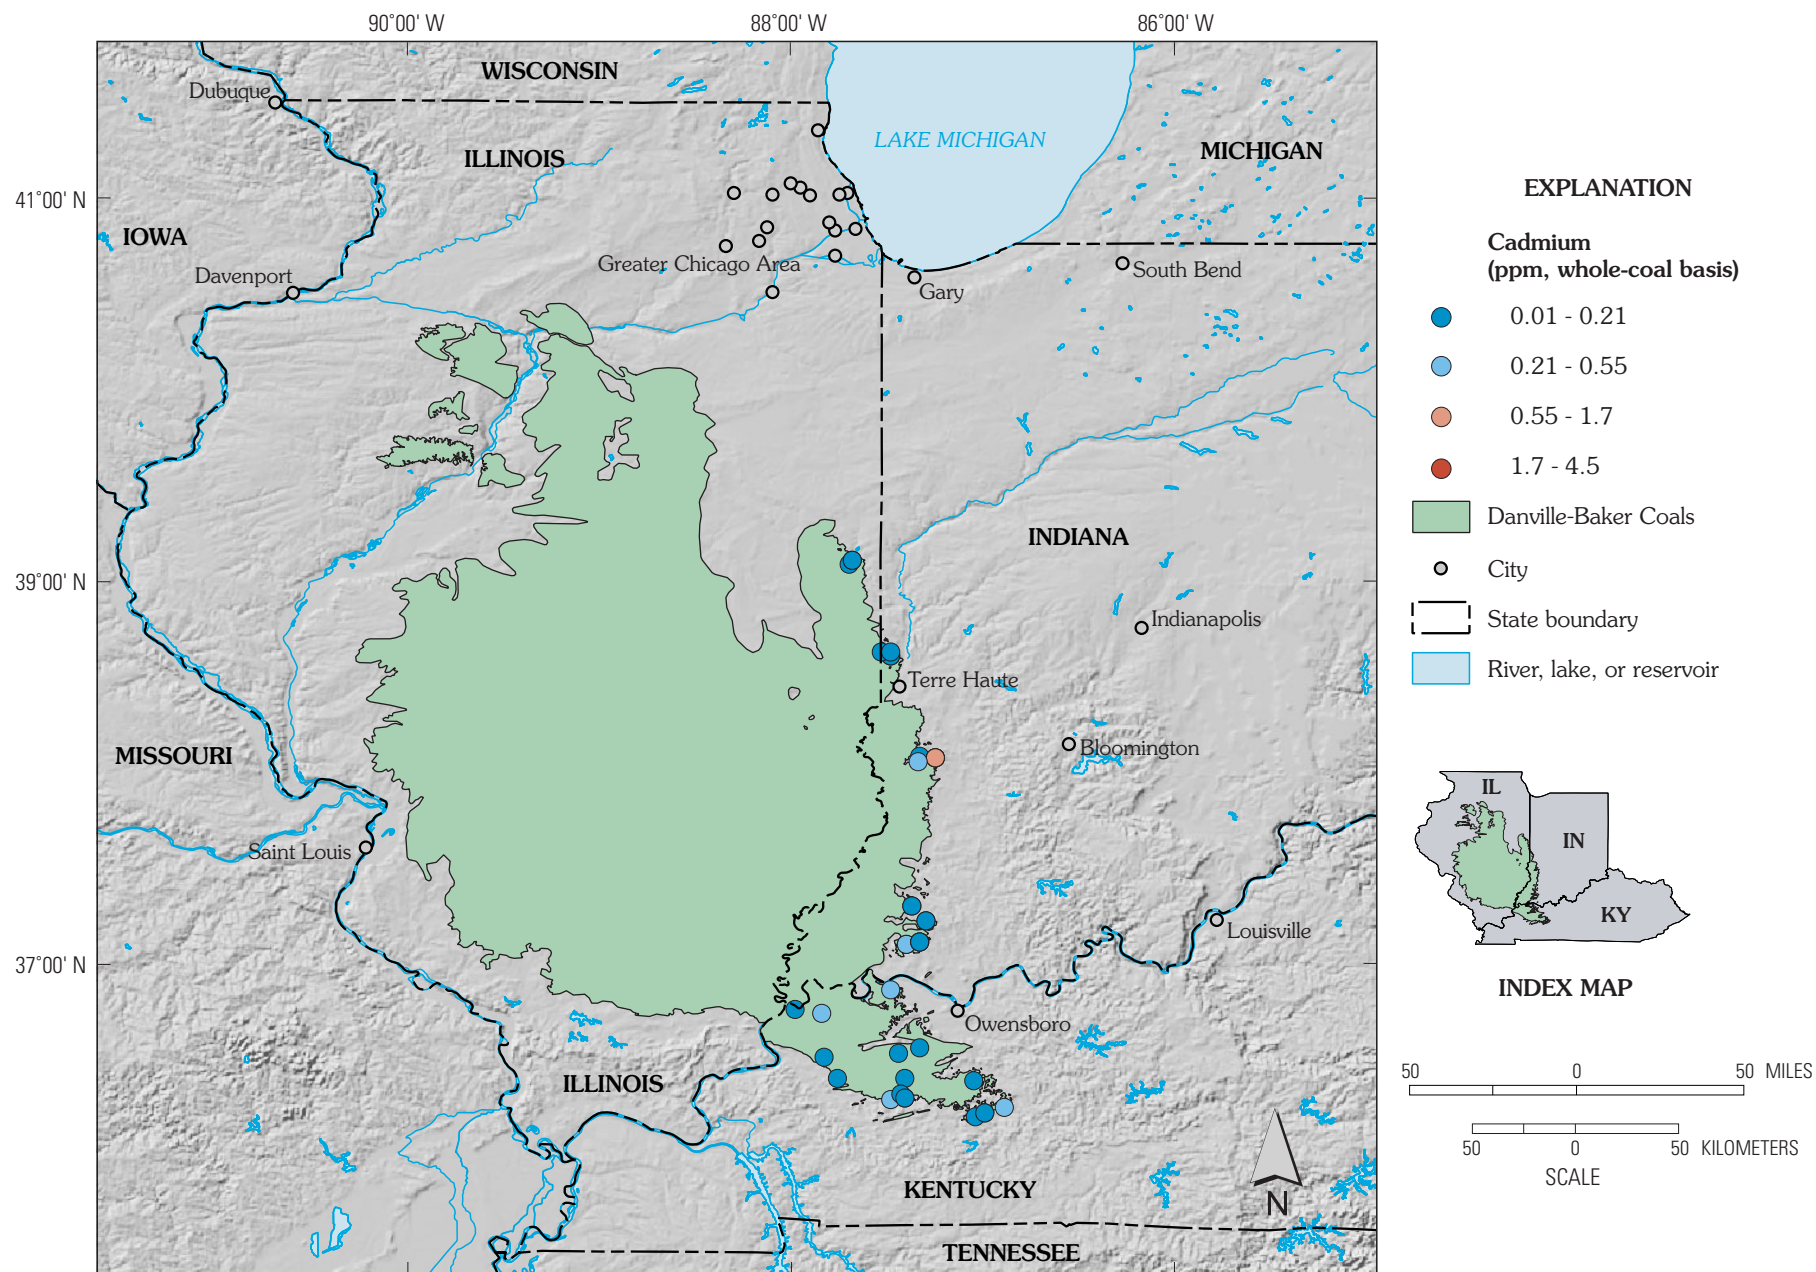 90°00' W
88°00' W
86°00' W
WISCONSIN
Dubuque
LAKE MICHIGAN
ILLINOIS
MICHIGAN
41°00' N
IOWA
Greater Chicago Area
Davenport
South Bend
Gary
INDIANA
39°00' N
Indianapolis
Terre Haute
Bloomington
MISSOURI
Saint Louis
Louisville
37°00' N
Owensboro
ILLINOIS
KENTUCKY
TENNESSEE
N
EXPLANATION
Cadmium
(ppm, whole-coal basis)
0.01 - 0.21
0.21 - 0.55
0.55 - 1.7
1.7 - 4.5
Danville-Baker Coals
City
State boundary
River, lake, or reservoir
IL
IN
KY
INDEX MAP
50 0 50 MILES
50 0 50 KILOMETERS
SCALE